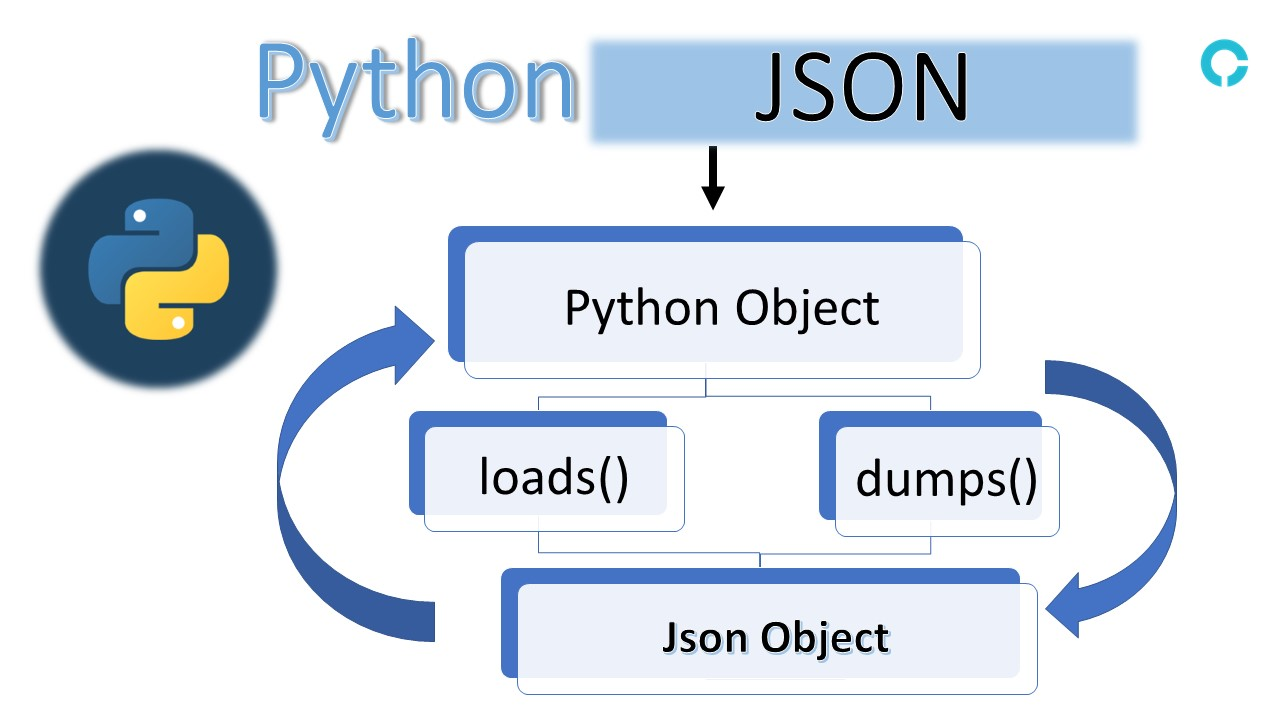 Python JSON
Python Object
loads()
dumps()
Json Object